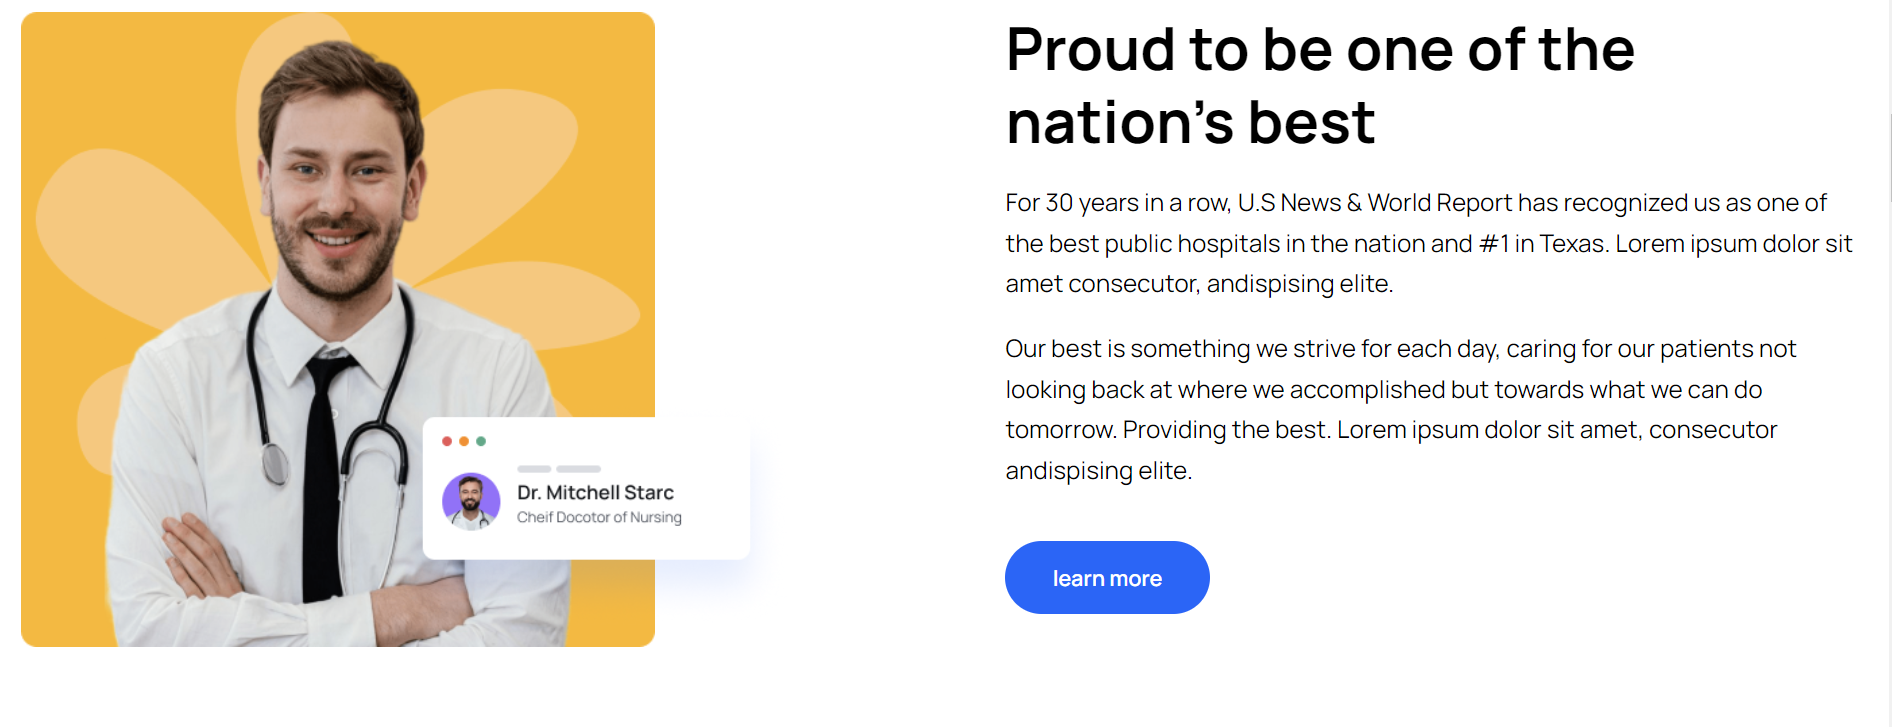 Proud to be one of the
nation’s best
For 30 years in a row, U.S News & World Report has recognized us as one of
the best public hospitals in the nation and #1 in Texas. Lorem ipsum dolor sit
amet consecutor, andispising elite.
Our best is something we strive for each day, caring for our patients not
looking back at where we accomplished but towards what we can do
tomorrow. Providing the best. Lorem ipsum dolor sit amet, consecutor
andispising elite.
learn more
Dr. Mitchell Starc
Cheif Docotor of Nursing